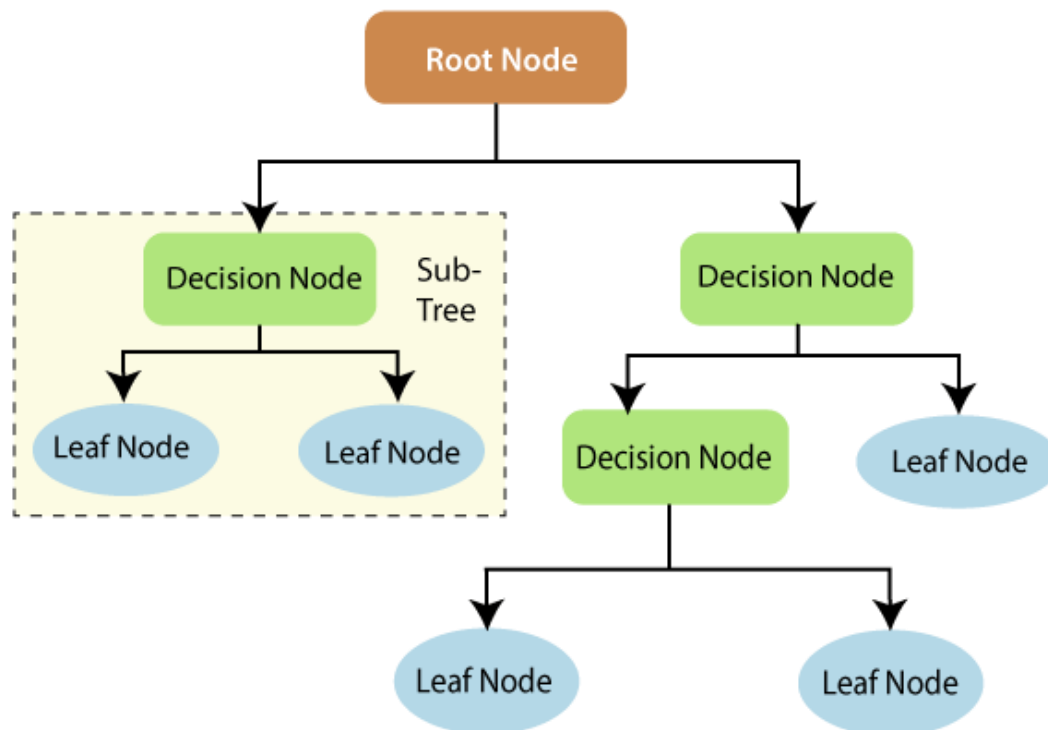 Root Node
Decision Node
Sub-
Tree
Decision Node
Leaf Node
Leaf Node
Decision Node
Leaf Node
Leaf Node
Leaf Node